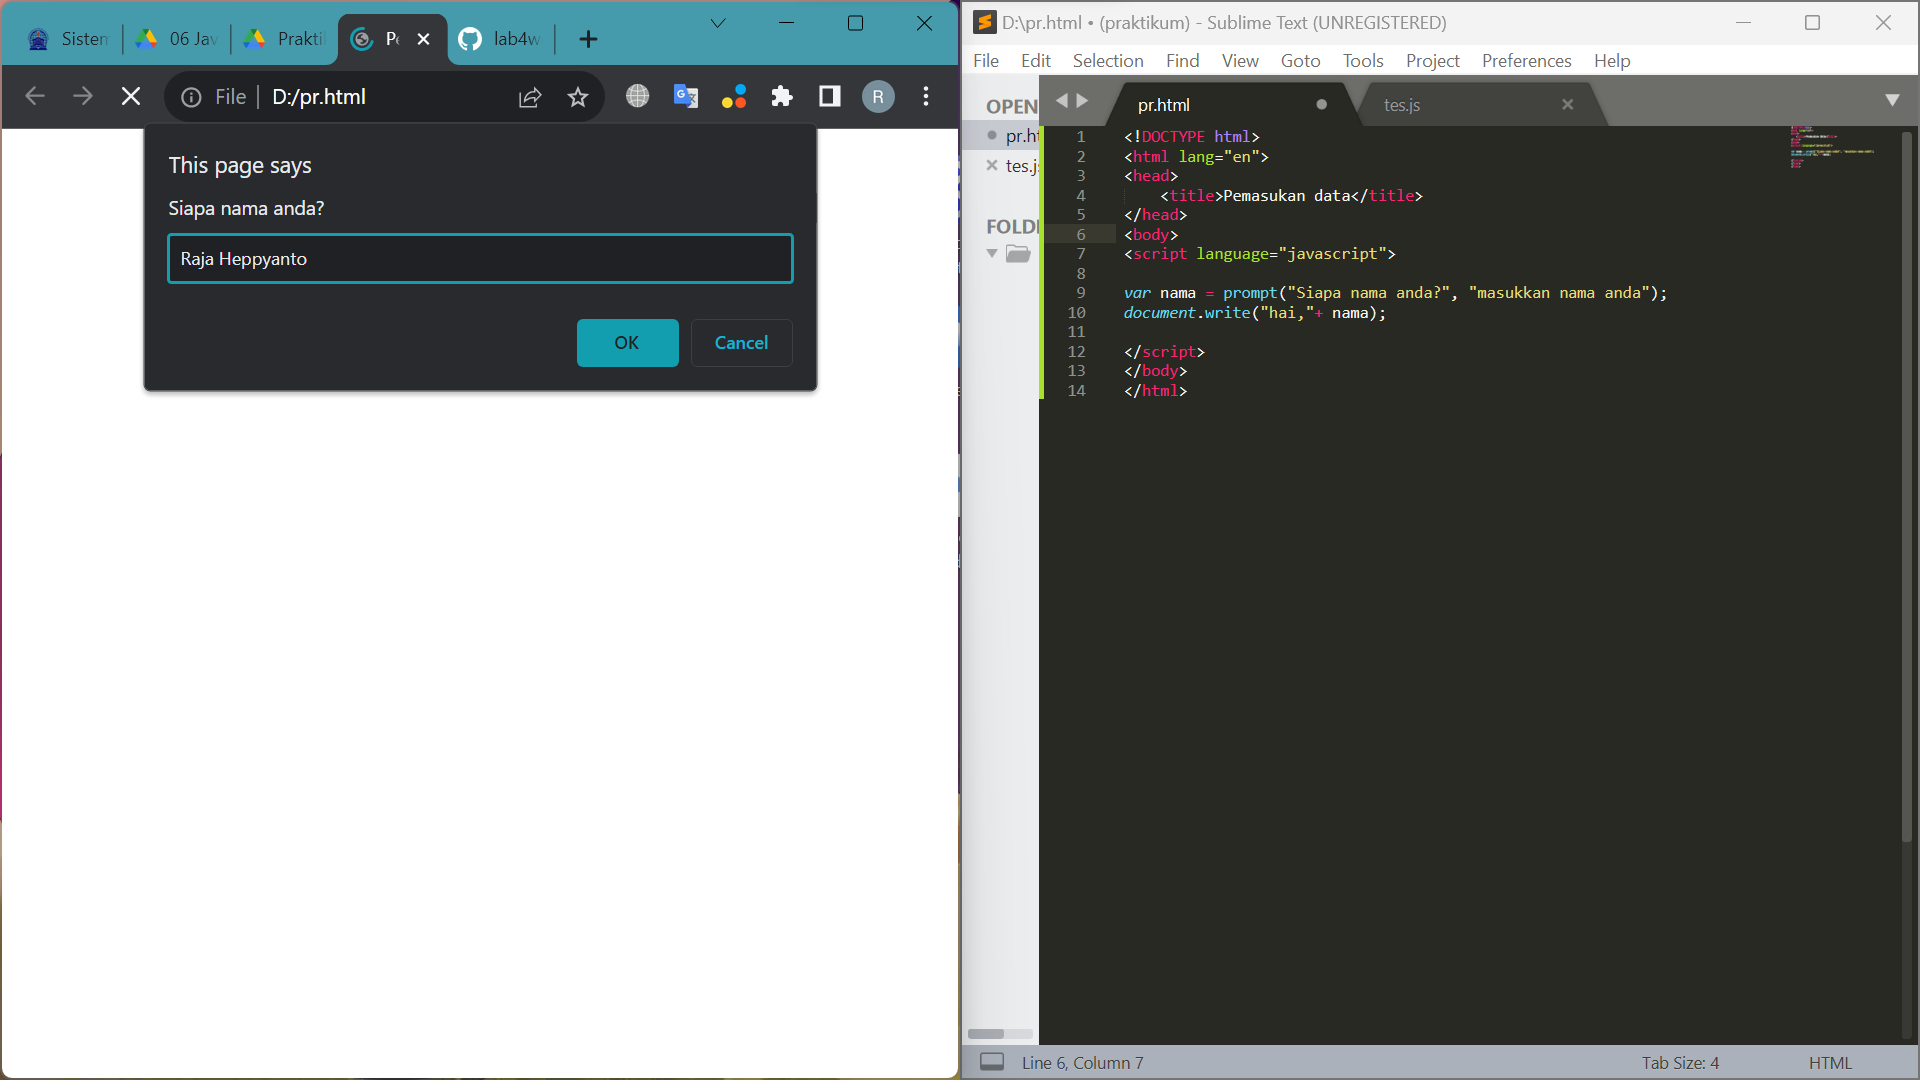 Sistem
06 Jav
Prakti
Pe
lab4w
File
D:/pr.html
R
This page says
Siapa nama anda?
Raja Heppyanto
OK
Cancel
D:\pr.html • (praktikum) - Sublime Text (UNREGISTERED)
File Edit Selection Find View Goto Tools Project Preferences Help
OPEN
pr.ht
tes.js
FOLD
pr.html
tes.js
1 <!DOCTYPE html>
2 <html lang="en">
3 <head>
4 <title>Pemasukan data</title>
5 </head>
6 <body>
7 <script language="javascript">
8
9 var nama = prompt("Siapa nama anda?", "masukkan nama anda");
10 document.write("hai,"+ nama);
11
12 </script>
13 </body>
14 </html>
Line 6, Column 7
Tab Size: 4
HTML